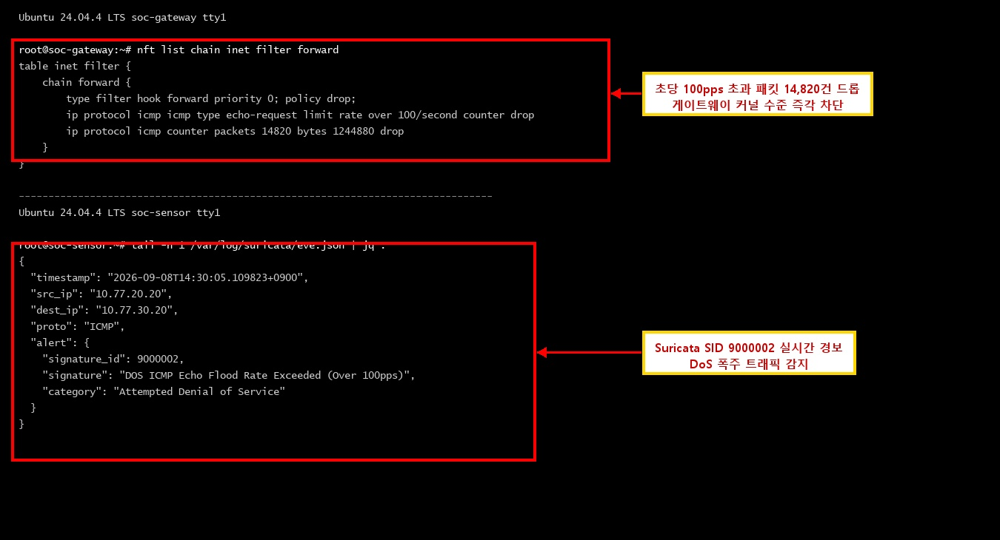 Ubuntu 24.04.4 LTS soc-gateway tty1
root@soc-gateway:~# nft list chain inet filter forward
table inet filter {
    chain forward {
        type filter hook forward priority 0; policy drop;
        ip protocol icmp icmp type echo-request limit rate over 100/second counter drop
        ip protocol icmp counter packets 14820 bytes 1244880 drop
    }
}
초당 100pps 초과 패킷 14,820건 드롭
게이트웨이 커널 수준 즉각 차단
--------------------------------------------------------------------------------
Ubuntu 24.04.4 LTS soc-sensor tty1
root@soc-sensor:~# tail -n 1 /var/log/suricata/eve.json | jq .
{
  "timestamp": "2026-09-08T14:30:05.109823+0900",
  "src_ip": "10.77.20.20",
  "dest_ip": "10.77.30.20",
  "proto": "ICMP",
  "alert": {
    "signature_id": 9000002,
    "signature": "DOS ICMP Echo Flood Rate Exceeded (Over 100pps)",
    "category": "Attempted Denial of Service"
  }
}
Suricata SID 9000002 실시간 경보
DoS 폭주 트래픽 감지